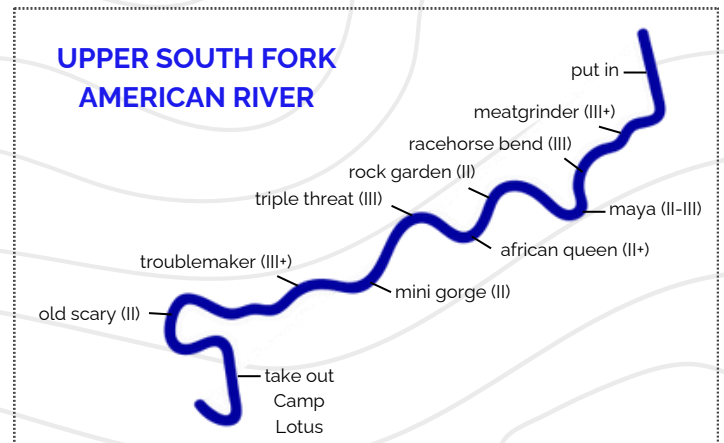 UPPER SOUTH FORK
AMERICAN RIVER
put in
meatgrinder (III+)
racehorse bend (III)
rock garden (II)
triple threat (III)
maya (II-III)
african queen (II+)
troublemaker (III+)
mini gorge (II)
old scary (II)
take out
Camp
Lotus